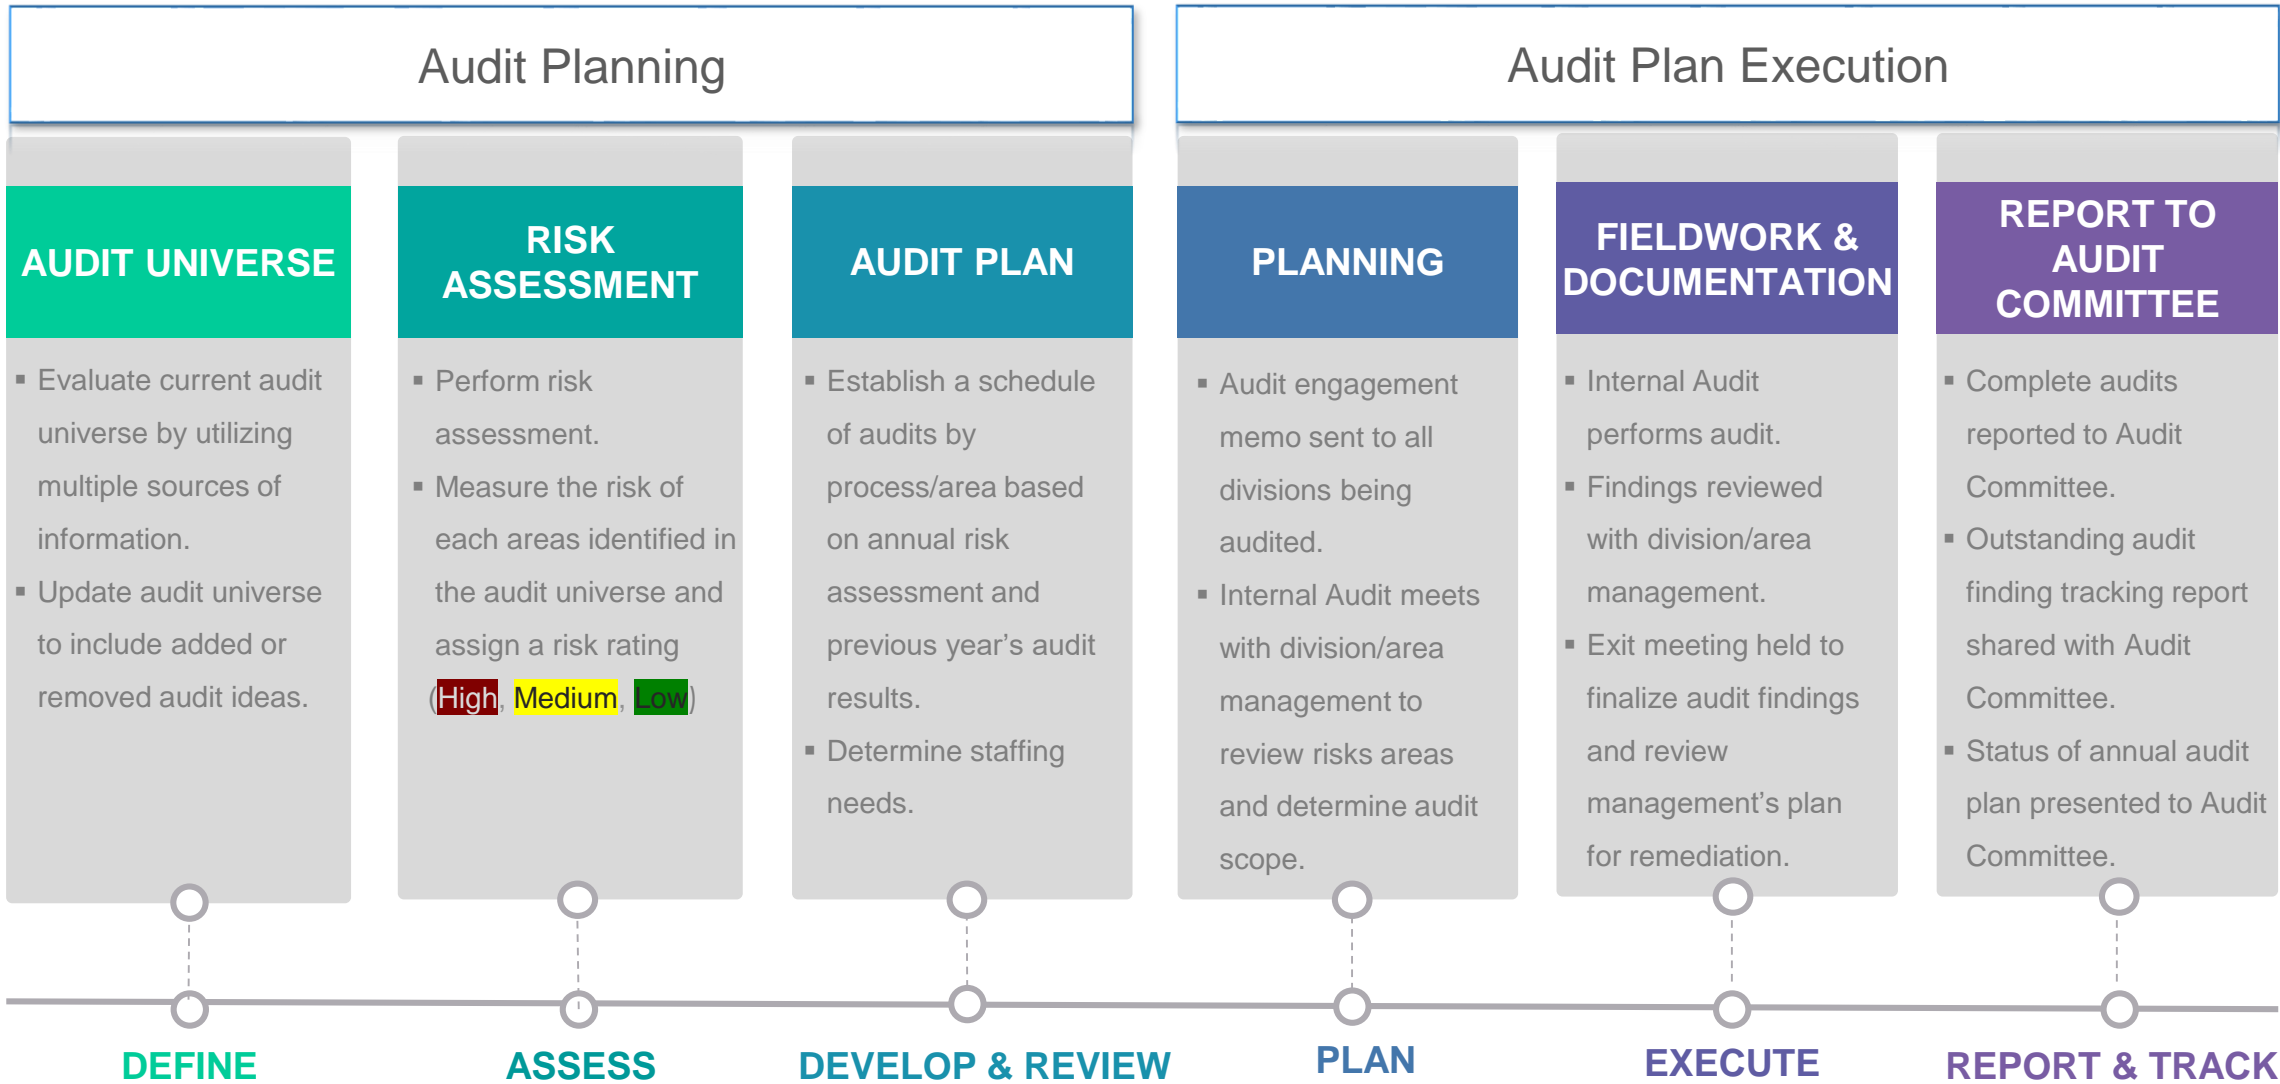 Audit Planning
Audit Plan Execution
AUDIT UNIVERSE
▪ Evaluate current audit
universe by utilizing
multiple sources of
information.
▪ Update audit universe
to include added or
removed audit ideas.
RISK
ASSESSMENT
▪ Perform risk
assessment.
▪ Measure the risk of
each areas identified in
the audit universe and
assign a risk rating
(High, Medium, Low)
AUDIT PLAN
▪ Establish a schedule
of audits by
process/area based
on annual risk
assessment and
previous year’s audit
results.
▪ Determine staffing
needs.
PLANNING
▪ Audit engagement
memo sent to all
divisions being
audited.
▪ Internal Audit meets
with division/area
management to
review risks areas
and determine audit
scope.
FIELDWORK &
DOCUMENTATION
▪ Internal Audit
performs audit.
▪ Findings reviewed
with division/area
management.
▪ Exit meeting held to
finalize audit findings
and review
management’s plan
for remediation.
REPORT TO
AUDIT
COMMITTEE
▪ Complete audits
reported to Audit
Committee.
▪ Outstanding audit
finding tracking report
shared with Audit
Committee.
▪ Status of annual audit
plan presented to Audit
Committee.
DEFINE
ASSESS
DEVELOP & REVIEW
PLAN
EXECUTE
REPORT & TRACK